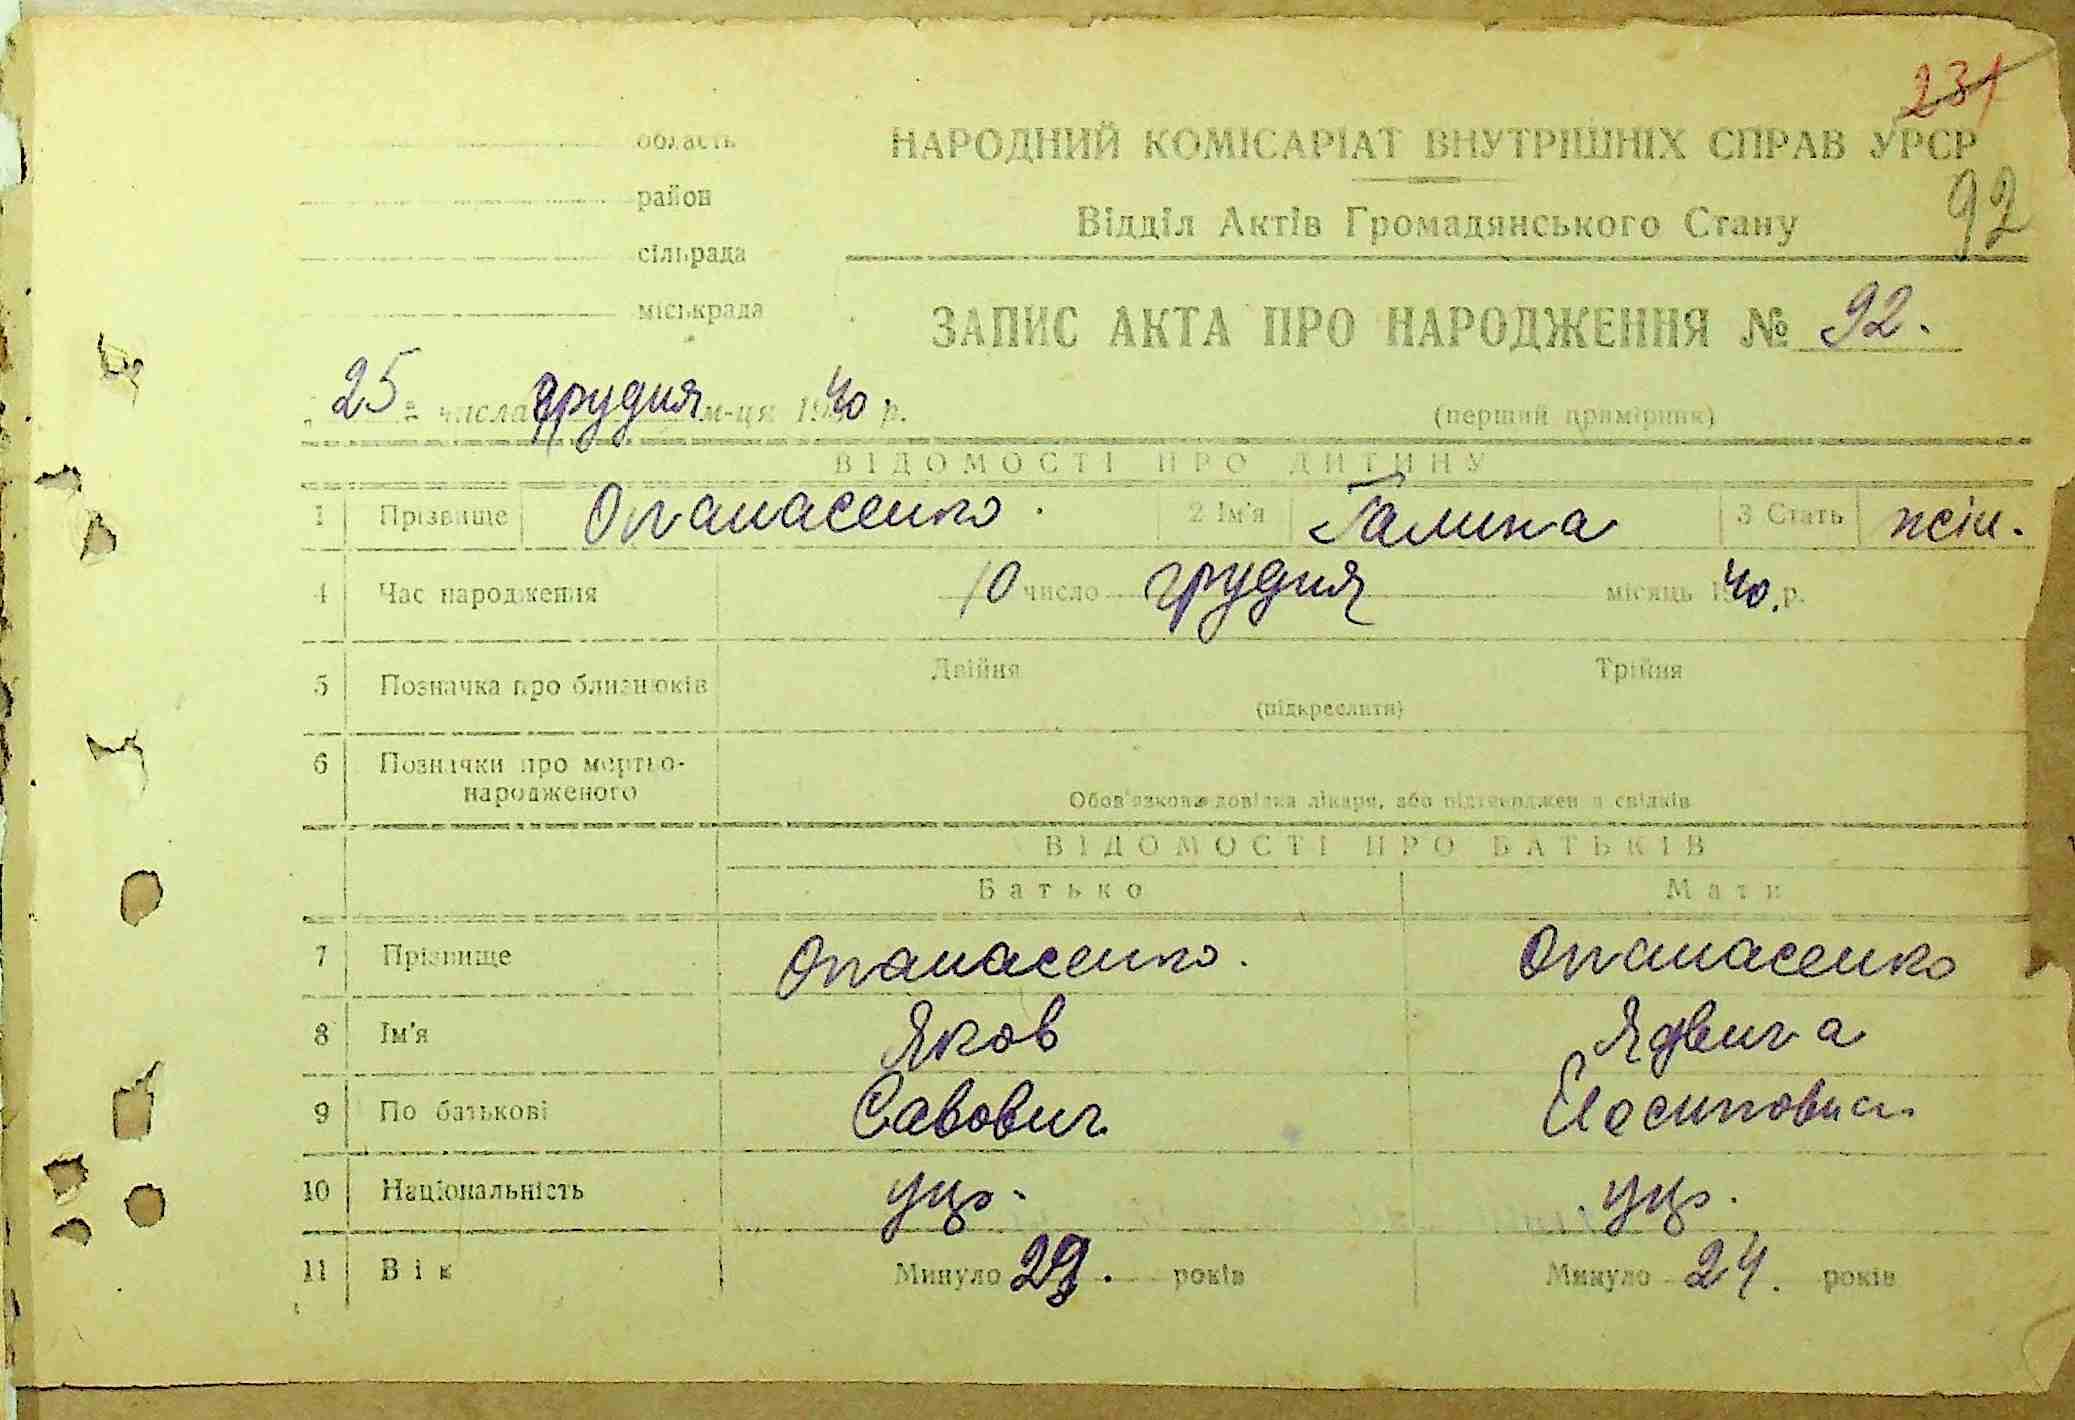 231
область
НАРОДНИЙ КОМІСАРІАТ ВНУТРІШНІХ СПРАВ УРСР
район
92
Відділ Актів Громадянського Стану
сільрада
міськрада
ЗАПИС АКТА ПРО НАРОДЖЕННЯ № 92.
25 числа грудня м-ця 1940 р.
(перший примірник)
ВІДОМОСТІ ПРО ДИТИНУ
1 Прізвище Опанасенко. 2 Ім'я Галина 3 Стать жін.
4 Час народження 10 число грудня місяць 1940. р.
5 Позначка про близнюків Двійня Трійня
(підкреслити)
6 Позначки про мертво-
народженого
Обов'язкова довідка лікаря, або підтвердження свідків
ВІДОМОСТІ ПРО БАТЬКІВ
Батько Мати
7 Прізвище Опанасенко. Опанасенко
8 Ім'я Яков Ядвига
9 По батькові Савович.
10 Національність укр. укр.
11 Вік Минуло 29. років Минуло 24. років